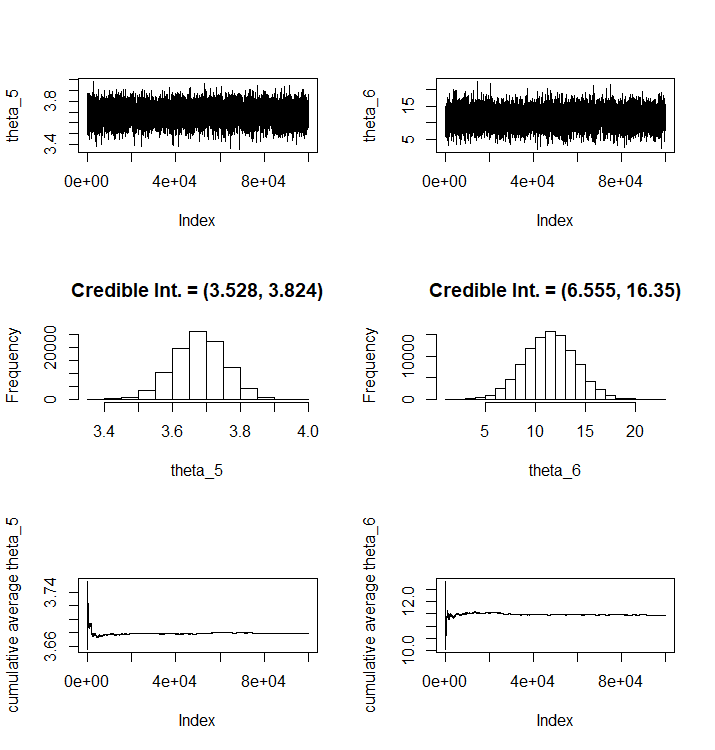 theta_5
3.4
3.8
0e+00 4e+04 8e+04
Index
theta_6
5
15
0e+00 4e+04 8e+04
Index
Credible Int. = (3.528, 3.824)
Frequency
0
20000
3.4 3.6 3.8 4.0
theta_5
Credible Int. = (6.555, 16.35)
Frequency
0
10000
5 10 15 20
theta_6
cumulative average theta_5
3.66
3.74
0e+00 4e+04 8e+04
Index
cumulative average theta_6
10.0
12.0
0e+00 4e+04 8e+04
Index